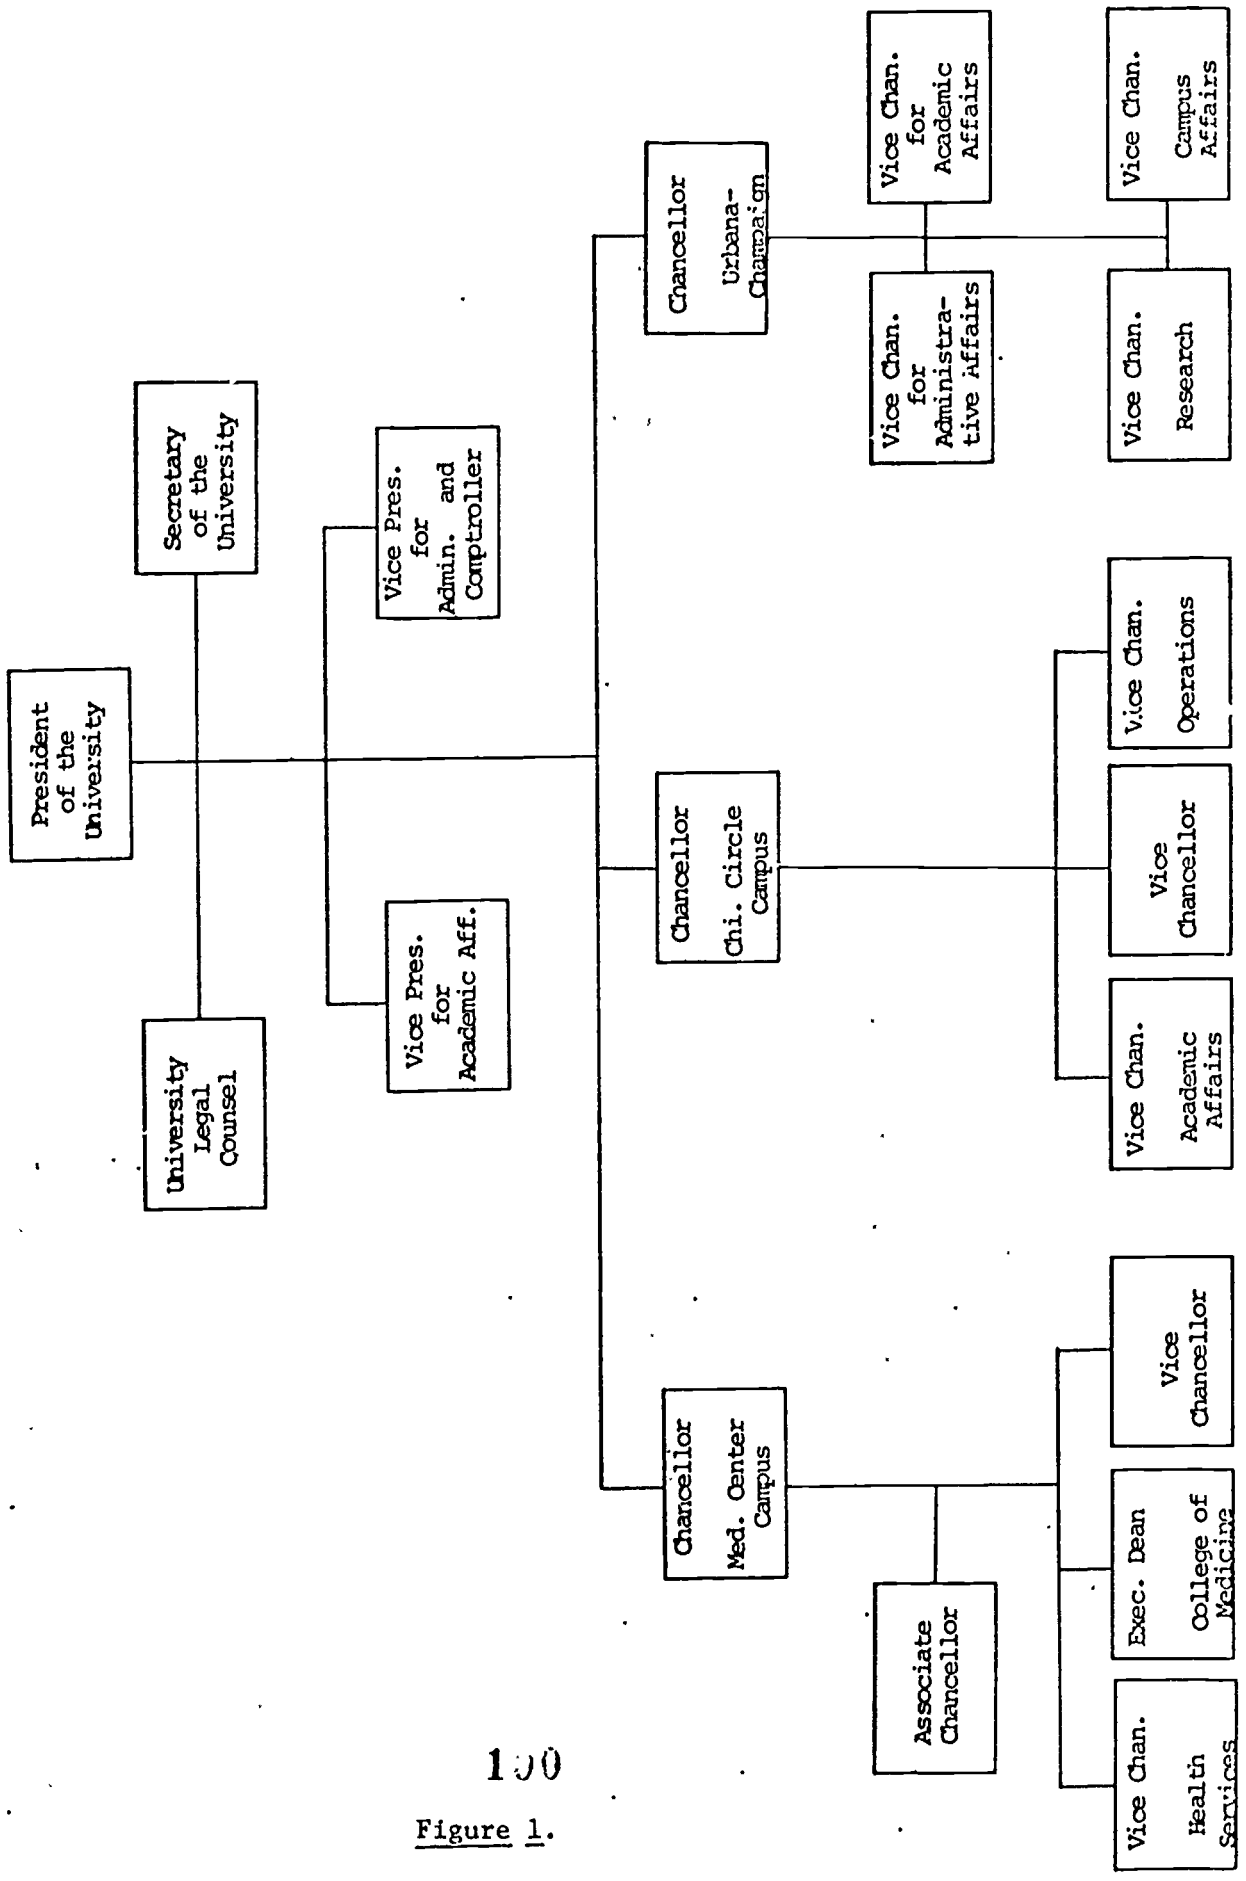 President
of the
University
University
Legal
Counsel
Secretary
of the
University
Vice Pres.
for
Academic Aff.
Vice Pres.
for
Admin. and
Comptroller
Chancellor
Med. Center
Campus
Chancellor
Chi. Circle
Campus
Chancellor
Urbana-
Champaign
Associate
Chancellor
Vice Chan.
for
Administra-
tive Affairs
Vice Chan.
for
Academic
Affairs
Vice Chan.
Health
Services
Exec. Dean
College of
Medicine
Vice
Chancellor
Vice Chan.
Academic
Affairs
Vice
Chancellor
Vice Chan.
Operations
Vice Chan.
Research
Vice Chan.
Campus
Affairs
Figure 1.